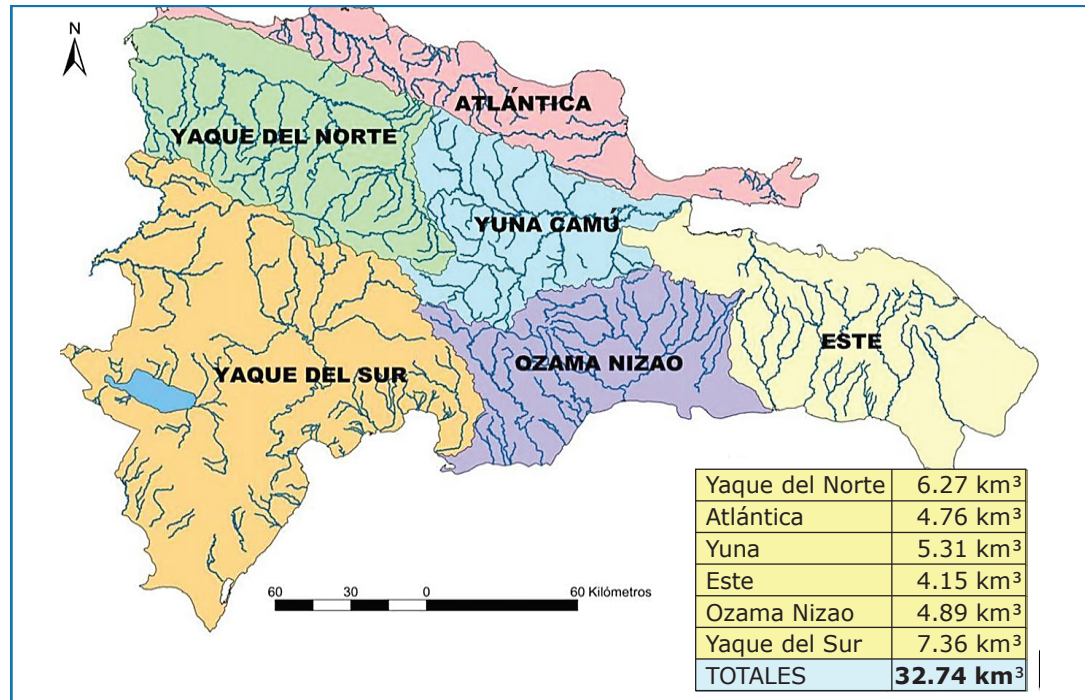 N
ATLÁNTICA
YAQUE DEL NORTE
YUNA CAMÚ
ESTE
OZAMA NIZAO
YAQUE DEL SUR
60 30 0 60 Kilómetros
Yaque del Norte 6.27 km³
Atlántica 4.76 km³
Yuna 5.31 km³
Este 4.15 km³
Ozama Nizao 4.89 km³
Yaque del Sur 7.36 km³
TOTALES 32.74 km³